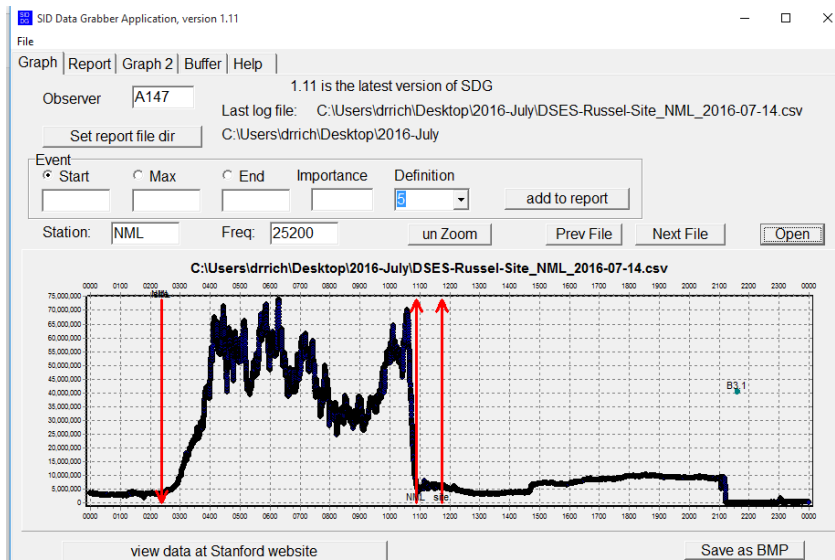 SID Data Grabber Application, version 1.11
File
Graph Report Graph 2 Buffer Help
1.11 is the latest version of SDG
Observer A147
Last log file: C:\Users\drrich\Desktop\2016-July\DSES-Russel-Site_NML_2016-07-14.csv
Set report file dir C:\Users\drrich\Desktop\2016-July
Event
Start Max End Importance Definition
5 add to report
Station: NML Freq: 25200 un Zoom Prev File Next File Open
C:\Users\drrich\Desktop\2016-July\DSES-Russel-Site_NML_2016-07-14.csv
0000 0100 0200 0300 0400 0500 0600 0700 0800 0900 1000 1100 1200 2200 2300 0000
75,000,000
70,000,000
65,000,000
60,000,000
55,000,000
50,000,000
45,000,000
40,000,000
B3.1
35,000,000
30,000,000
25,000,000
20,000,000
15,000,000
10,000,000
5,000,000
NML site
0
0000 0100 0200 0300 0400 0500 0600 0700 0800 0900 1000 1100 1200 1300 1400 1500 1600 1700 1800 1900 2000 2100 2200 2300 0000
view data at Stanford website Save as BMP